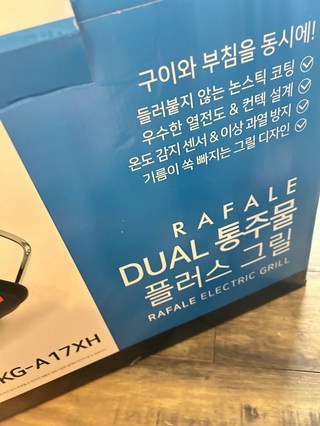 구이와 부침을 동시에!
들러붙지 않는 논스틱 코팅
우수한 열전도 & 컨텍 설계
온도 감지 센서 & 이상 과열 방지
기름이 쏙 빠지는 그릴 디자인
RAFALE
DUAL 통주물
플러스 그릴
RAFALE ELECTRIC GRILL
KG-A17XH